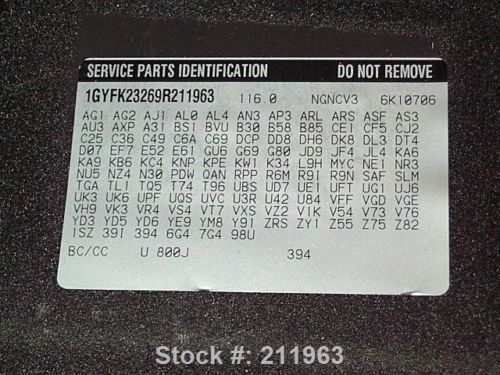 SERVICE PARTS IDENTIFICATION DO NOT REMOVE
1GYFK23269R211963 116.0 NGNCV3 6K10706
AG1 AG2 AJ1 AL0 AL4 AN3 AP3 ARL ARS ASF AS3
AU3 AXP A31 BS1 BVU B30 B58 B85 CE1 CF5 CJ2
C25 C36 C49 C6A C69 DCP DD8 DH6 DK8 DL3 DT4
D07 EF7 E52 E61 GU6 G69 G80 JD9 JF4 JL4 KA6
KA9 KB6 KC4 KNP KPE KW1 K34 L9H MYC NE1 NR3
NU5 NZ4 N30 PDW QAN RPP R6M R9I R9N SAF SLM
TGA TL1 TQ5 T74 T96 UBS UD7 UE1 UFT UG1 UJ6
UK3 UK6 UPF UQS UVC U3R U42 U84 VFF VGD VGE
VH9 VK3 VR4 VS4 VT7 VXS VZ2 V1K V54 V73 V76
YD3 YD5 YD6 YE9 YM8 Y91 ZRS ZY1 Z55 Z75 Z82
1SZ 39I 394 6G4 7G4 98U
BC/CC U 800J 394
Stock #: 211963